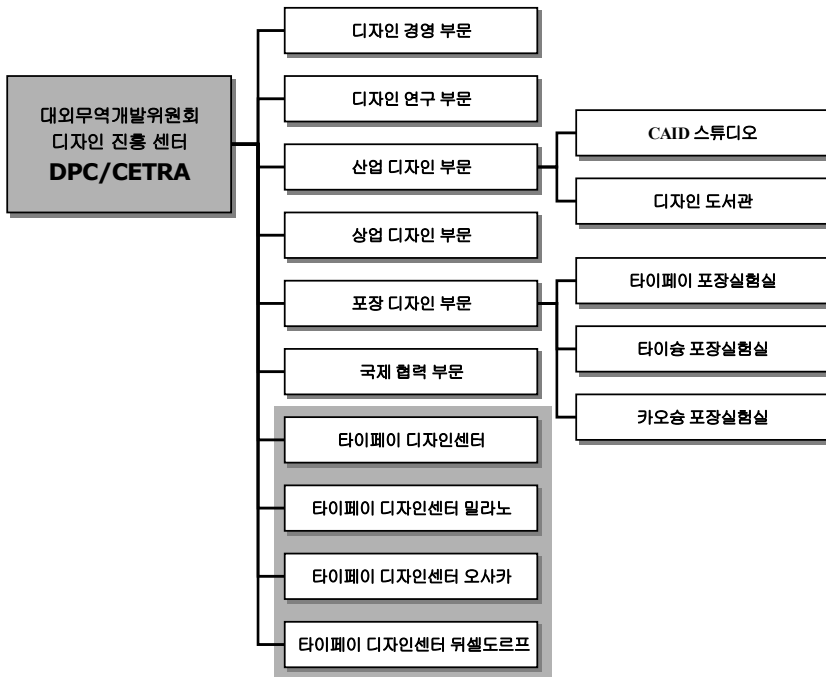 대외무역개발위원회
디자인 진흥 센터
DPC/CETRA
디자인 경영 부문
디자인 연구 부문
산업 디자인 부문
CAID 스튜디오
디자인 도서관
상업 디자인 부문
포장 디자인 부문
타이페이 포장실험실
타이슝 포장실험실
카오슝 포장실험실
국제 협력 부문
타이페이 디자인센터
타이페이 디자인센터 밀라노
타이페이 디자인센터 오사카
타이페이 디자인센터 뒤셀도르프